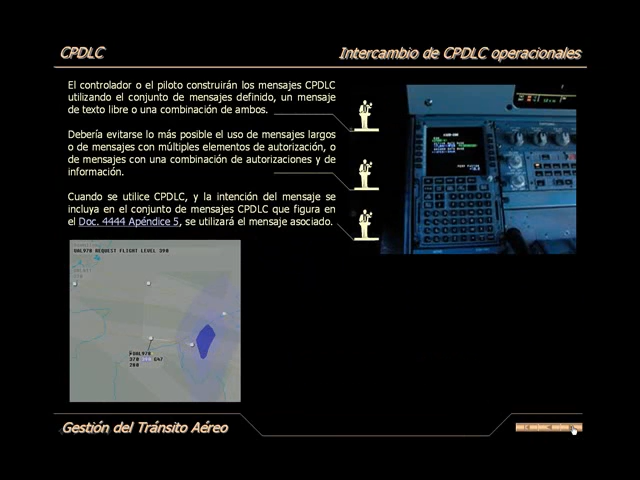 CPDLC
Intercambio de CPDLC operacionales
El controlador o el piloto construirán los mensajes CPDLC
utilizando el conjunto de mensajes definido, un mensaje
de texto libre o una combinación de ambos.
Debería evitarse lo más posible el uso de mensajes largos
o de mensajes con múltiples elementos de autorización, o
de mensajes con una combinación de autorizaciones y de
información.
Cuando se utilice CPDLC, y la intención del mensaje se
incluya en el conjunto de mensajes CPDLC que figura en
el Doc. 4444 Apéndice 5, se utilizará el mensaje asociado.
VAL970 REQUEST FLIGHT LEVEL 390
Gestión del Tránsito Aéreo